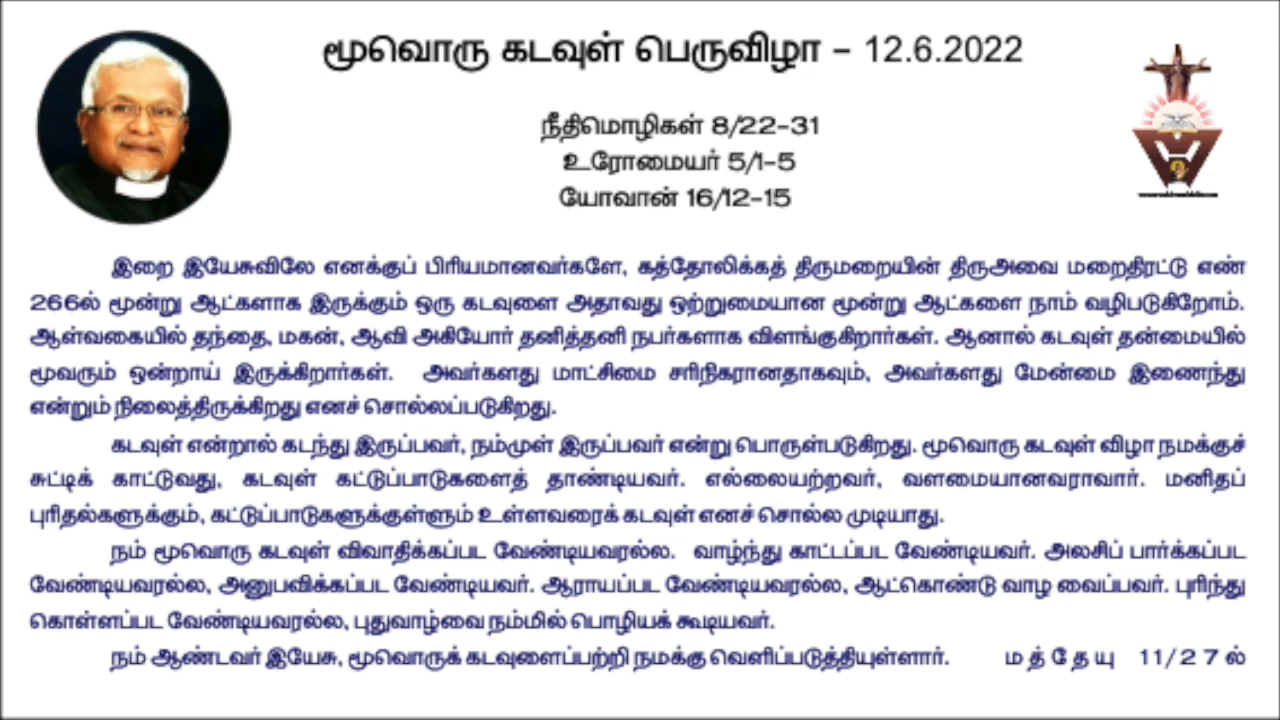 மூவொரு கடவுள் பெருவிழா – 12.6.2022
நீதிமொழிகள் 8/22-31
உரோமையர் 5/1-5
யோவான் 16/12-15
இறை இயேசுவிலே எனக்குப் பிரியமானவர்களே, கத்தோலிக்கத் திருமறையின் திருஅவை மறைதிரட்டு எண்
266ல் மூன்று ஆட்களாக இருக்கும் ஒரு கடவுளை அதாவது ஒற்றுமையான மூன்று ஆட்களை நாம் வழிபடுகிறோம்.
ஆள்வகையில் தந்தை, மகன், ஆவி அகியோர் தனித்தனி நபர்களாக விளங்குகிறார்கள். ஆனால் கடவுள் தன்மையில்
மூவரும் ஒன்றாய் இருக்கிறார்கள். அவர்களது மாட்சிமை சரிநிகரானதாகவும், அவர்களது மேன்மை இணைந்து
என்றும் நிலைத்திருக்கிறது எனச் சொல்லப்படுகிறது.
கடவுள் என்றால் கடந்து இருப்பவர், நம்முள் இருப்பவர் என்று பொருள்படுகிறது. மூவொரு கடவுள் விழா நமக்குச்
சுட்டிக் காட்டுவது, கடவுள் கட்டுப்பாடுகளைத் தாண்டியவர். எல்லையற்றவர், வளமையானவராவார். மனிதப்
புரிதல்களுக்கும், கட்டுப்பாடுகளுக்குள்ளும் உள்ளவரைக் கடவுள் எனச் சொல்ல முடியாது.
நம் மூவொரு கடவுள் விவாதிக்கப்பட வேண்டியவரல்ல. வாழ்ந்து காட்டப்பட வேண்டியவர். அலசிப் பார்க்கப்பட
வேண்டியவரல்ல, அனுபவிக்கப்பட வேண்டியவர். ஆராயப்பட வேண்டியவரல்ல, ஆட்கொண்டு வாழ வைப்பவர். புரிந்து
கொள்ளப்பட வேண்டியவரல்ல, புதுவாழ்வை நம்மில் பொழியக் கூடியவர்.
நம் ஆண்டவர் இயேசு, மூவொருக் கடவுளைப்பற்றி நமக்கு வெளிப்படுத்தியுள்ளார். மத்தேயு 11/27ல்